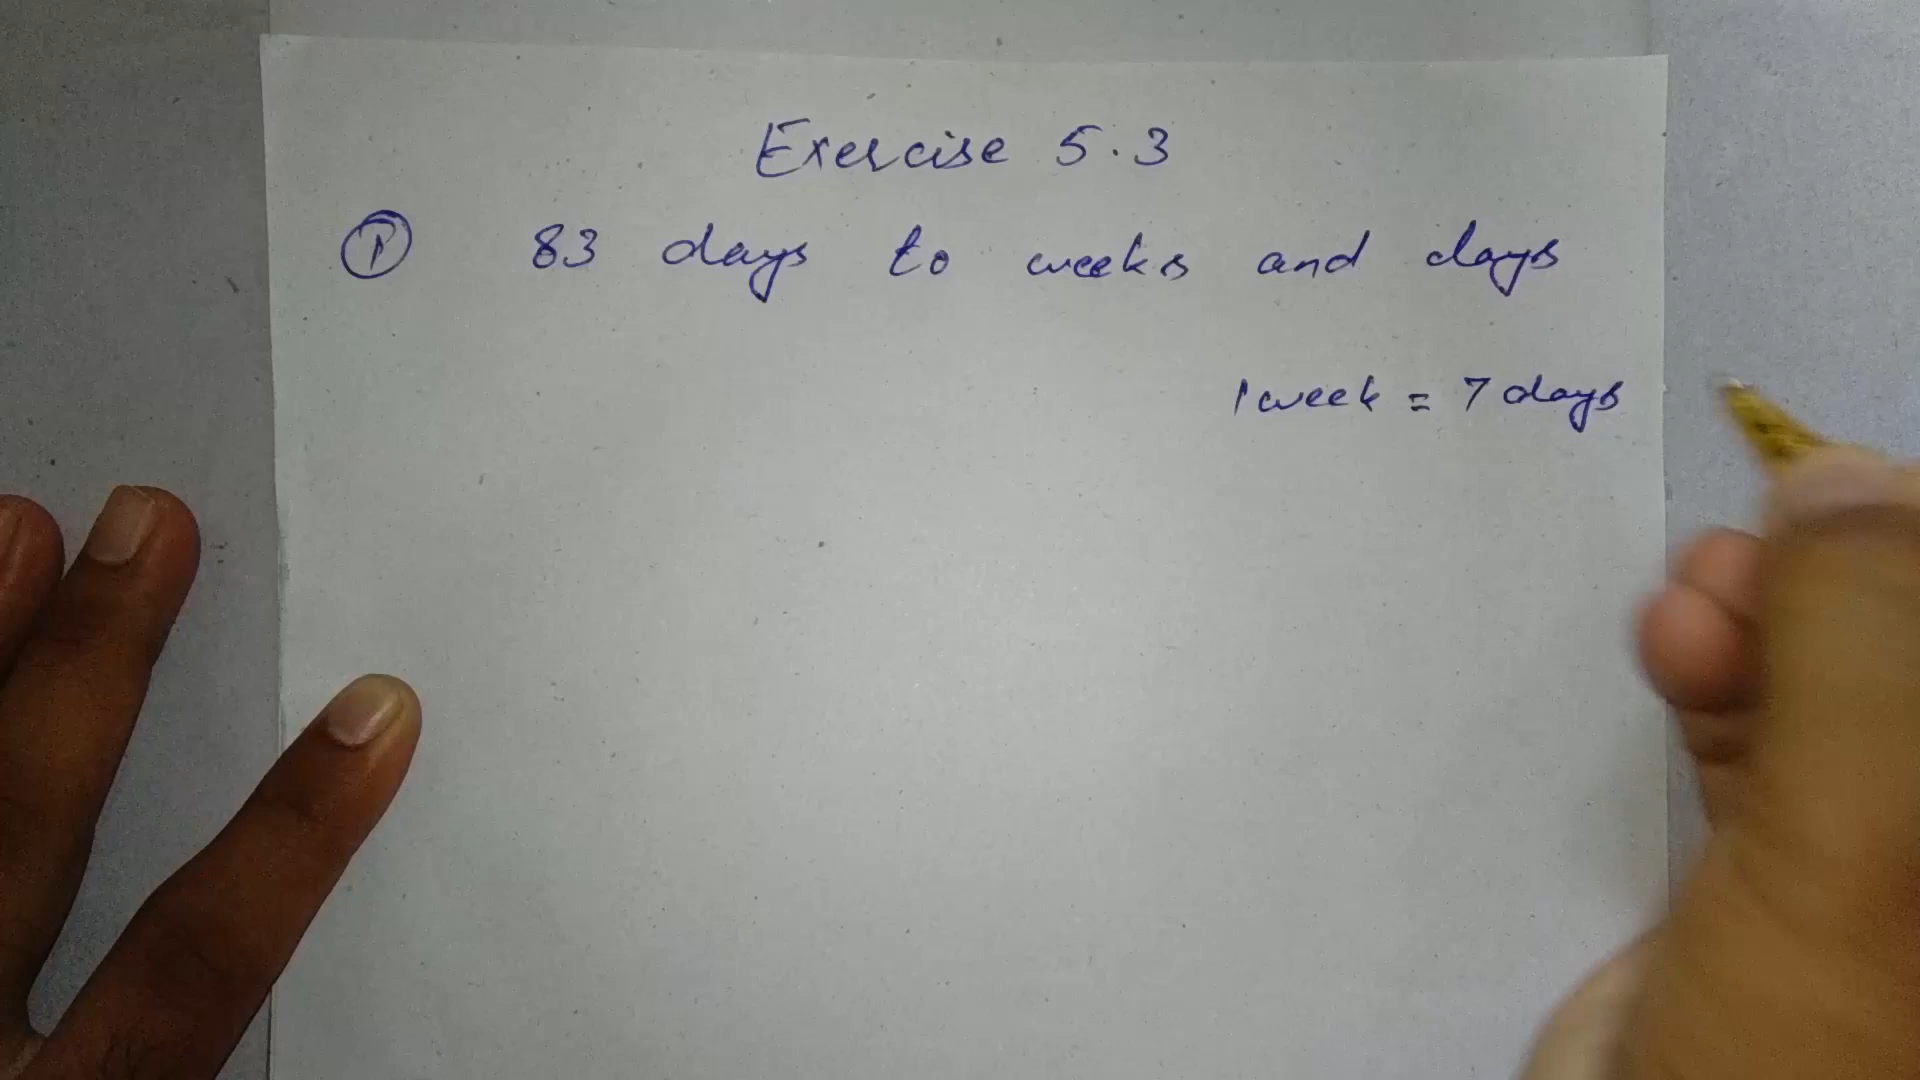 Exercise 5.3
① 83 days to weeks and days
1 week = 7 days